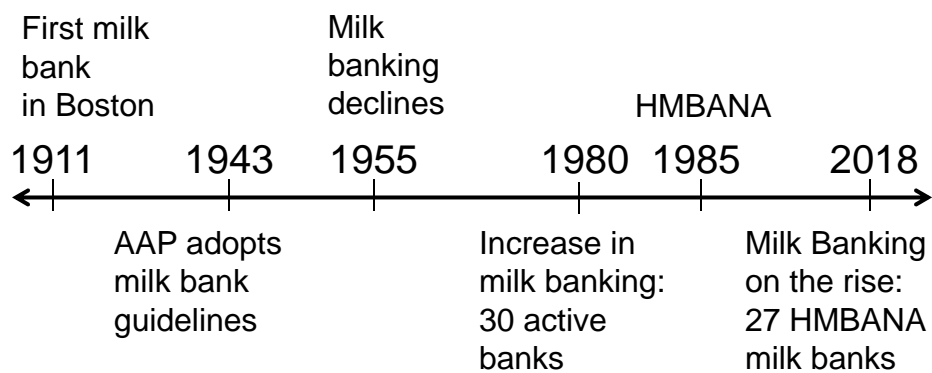 First milk
bank
in Boston
Milk
banking
declines
HMBANA
1911 1943 1955 1980 1985 2018
AAP adopts
milk bank
guidelines
Increase in
milk banking:
30 active
banks
Milk Banking
on the rise:
27 HMBANA
milk banks